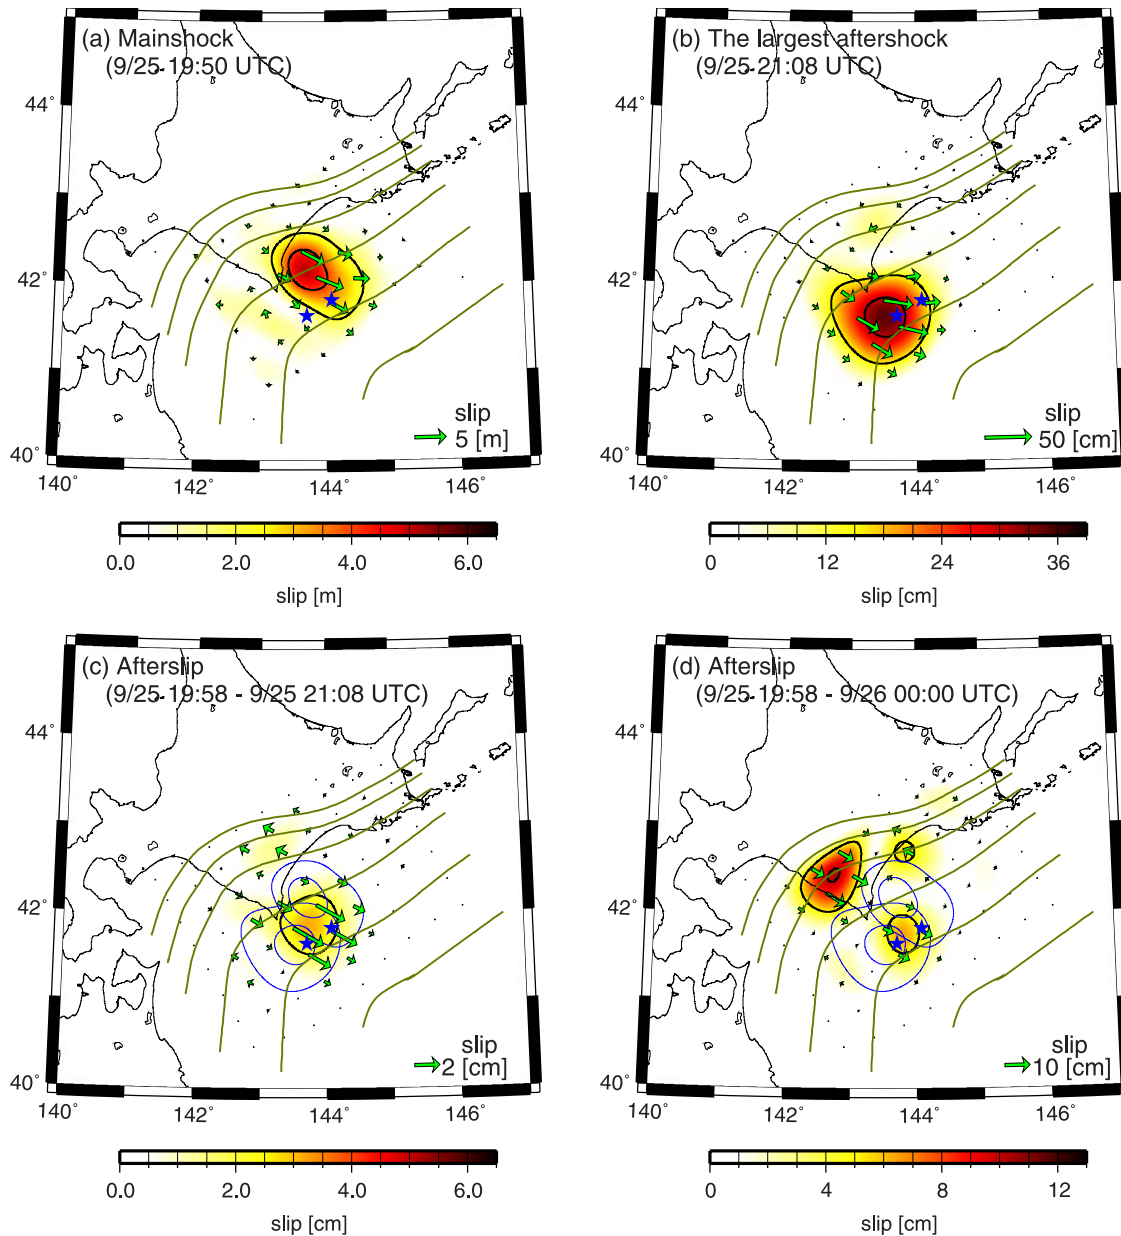 (a) Mainshock
(9/25-19:50 UTC)
44°
42°
40°
140°
142°
144°
146°
slip
5 [m]
0.0
2.0
4.0
6.0
slip [m]
(b) The largest aftershock
(9/25-21:08 UTC)
44°
42°
40°
140°
142°
144°
146°
slip
50 [cm]
0
12
24
36
slip [cm]
(c) Afterslip
(9/25-19:58 - 9/25 21:08 UTC)
44°
42°
40°
140°
142°
144°
146°
slip
2 [cm]
0.0
2.0
4.0
6.0
slip [cm]
(d) Afterslip
(9/25-19:58 - 9/26 00:00 UTC)
44°
42°
40°
140°
142°
144°
146°
slip
10 [cm]
0
4
8
12
slip [cm]